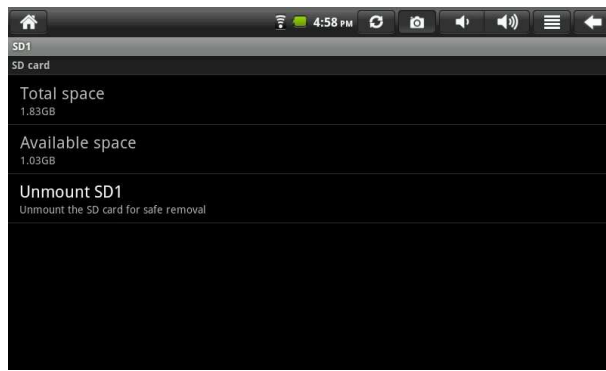 4:58 PM
SD1
SD card
Total space
1.83GB
Available space
1.03GB
Unmount SD1
Unmount the SD card for safe removal